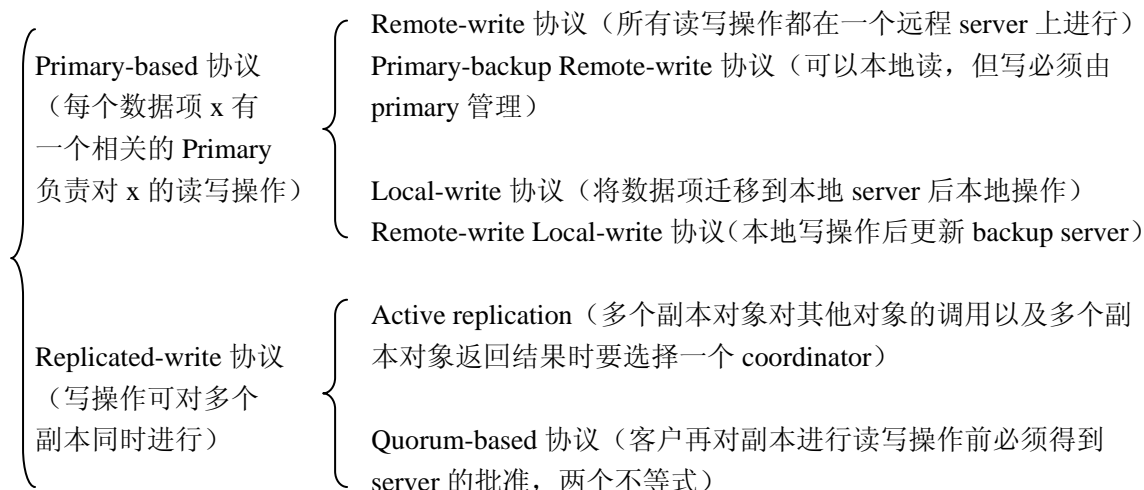 Primary-based 协议
（每个数据项 x 有
一个相关的 Primary
负责对 x 的读写操作）
Remote-write 协议（所有读写操作都在一个远程 server 上进行）
Primary-backup Remote-write 协议（可以本地读，但写必须由
primary 管理）
Local-write 协议（将数据项迁移到本地 server 后本地操作）
Remote-write Local-write 协议（本地写操作后更新 backup server）
Replicated-write 协议
（写操作可对多个
副本同时进行）
Active replication（多个副本对象对其他对象的调用以及多个副
本对象返回结果时要选择一个 coordinator）
Quorum-based 协议（客户再对副本进行读写操作前必须得到
server 的批准，两个不等式）